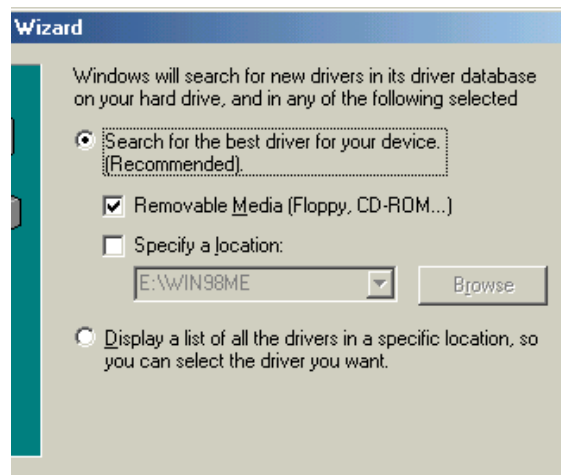 Wizard
Windows will search for new drivers in its driver database
on your hard drive, and in any of the following selected
Search for the best driver for your device.
(Recommended).
Removable Media (Floppy, CD-ROM...)
Specify a location:
E:\WIN98ME
Browse
Display a list of all the drivers in a specific location, so
you can select the driver you want.